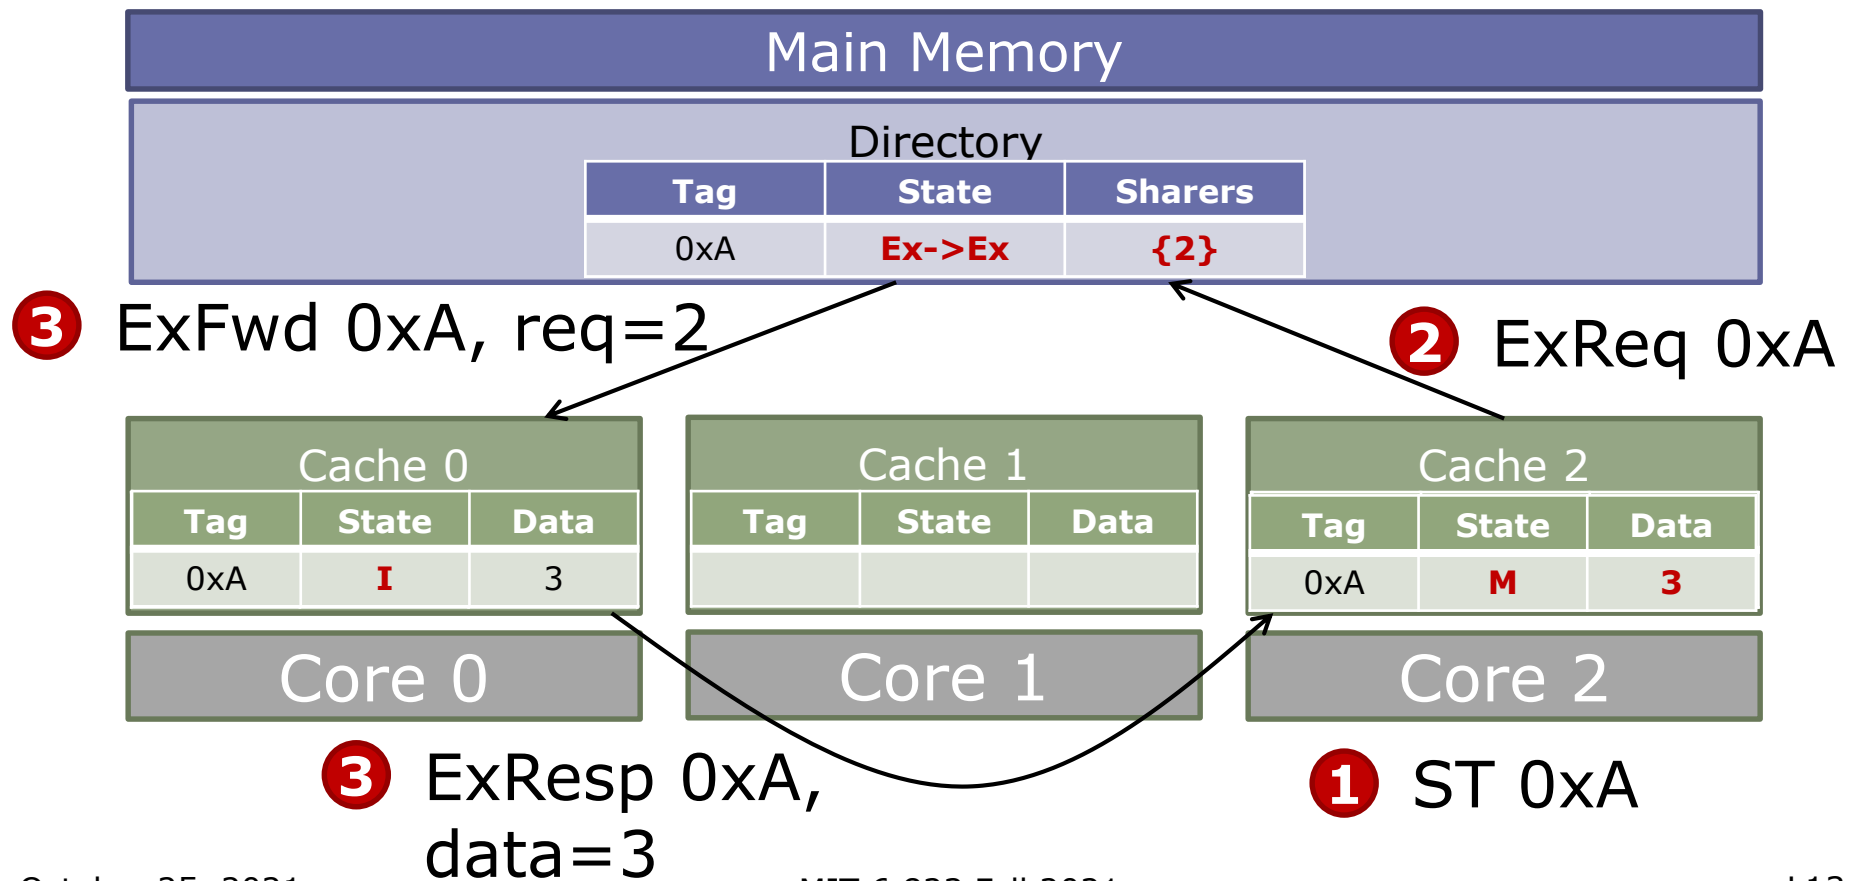 Main Memory
Directory
Tag State Sharers
0xA Ex->Ex {2}
3 ExFwd 0xA, req=2
2 ExReq 0xA
Cache 0 Cache 1 Cache 2
Tag State Data Tag State Data Tag State Data
0xA I 3 0xA M 3
Core 0 Core 1 Core 2
3 ExResp 0xA,
data=3
1 ST 0xA